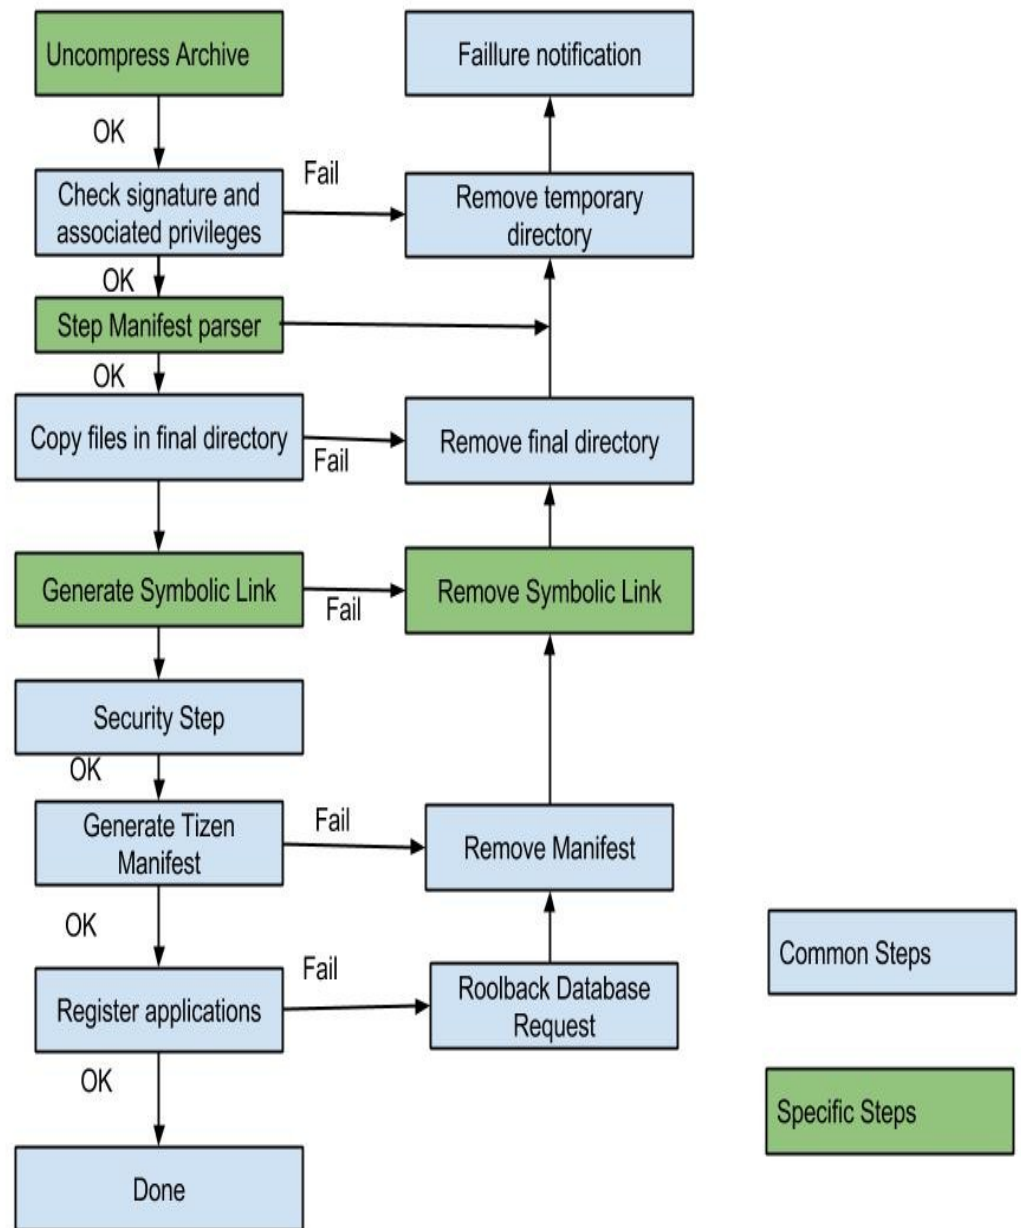 Uncompress Archive
Faillure notification
OK
Fail
Check signature and
associated privileges
Remove temporary
directory
OK
Step Manifest parser
OK
Copy files in final directory
Fail
Remove final directory
Generate Symbolic Link
Fail
Remove Symbolic Link
Security Step
OK
Generate Tizen
Manifest
Fail
Remove Manifest
OK
Register applications
Fail
Roolback Database
Request
OK
Done
Common Steps
Specific Steps